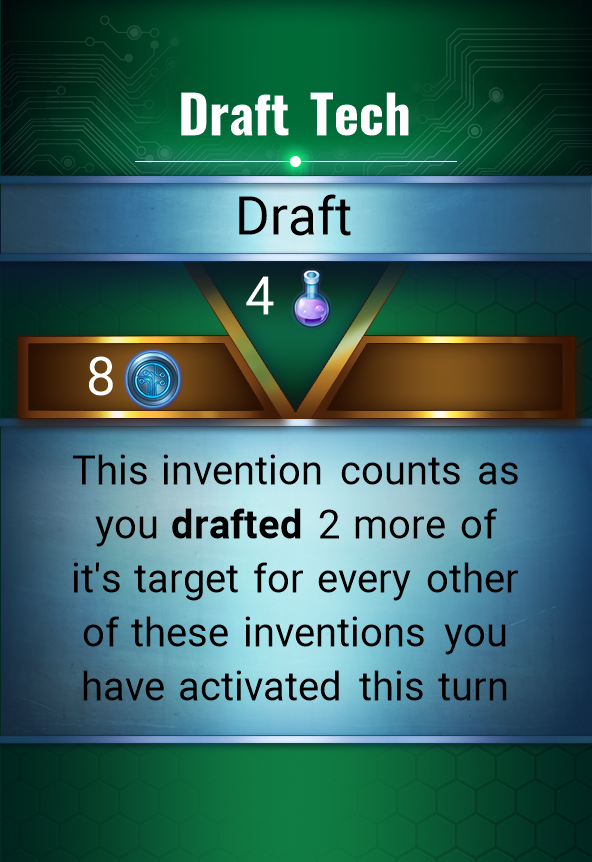 Draft Tech
Draft
4
8
This invention counts as
you drafted 2 more of
it's target for every other
of these inventions you
have activated this turn